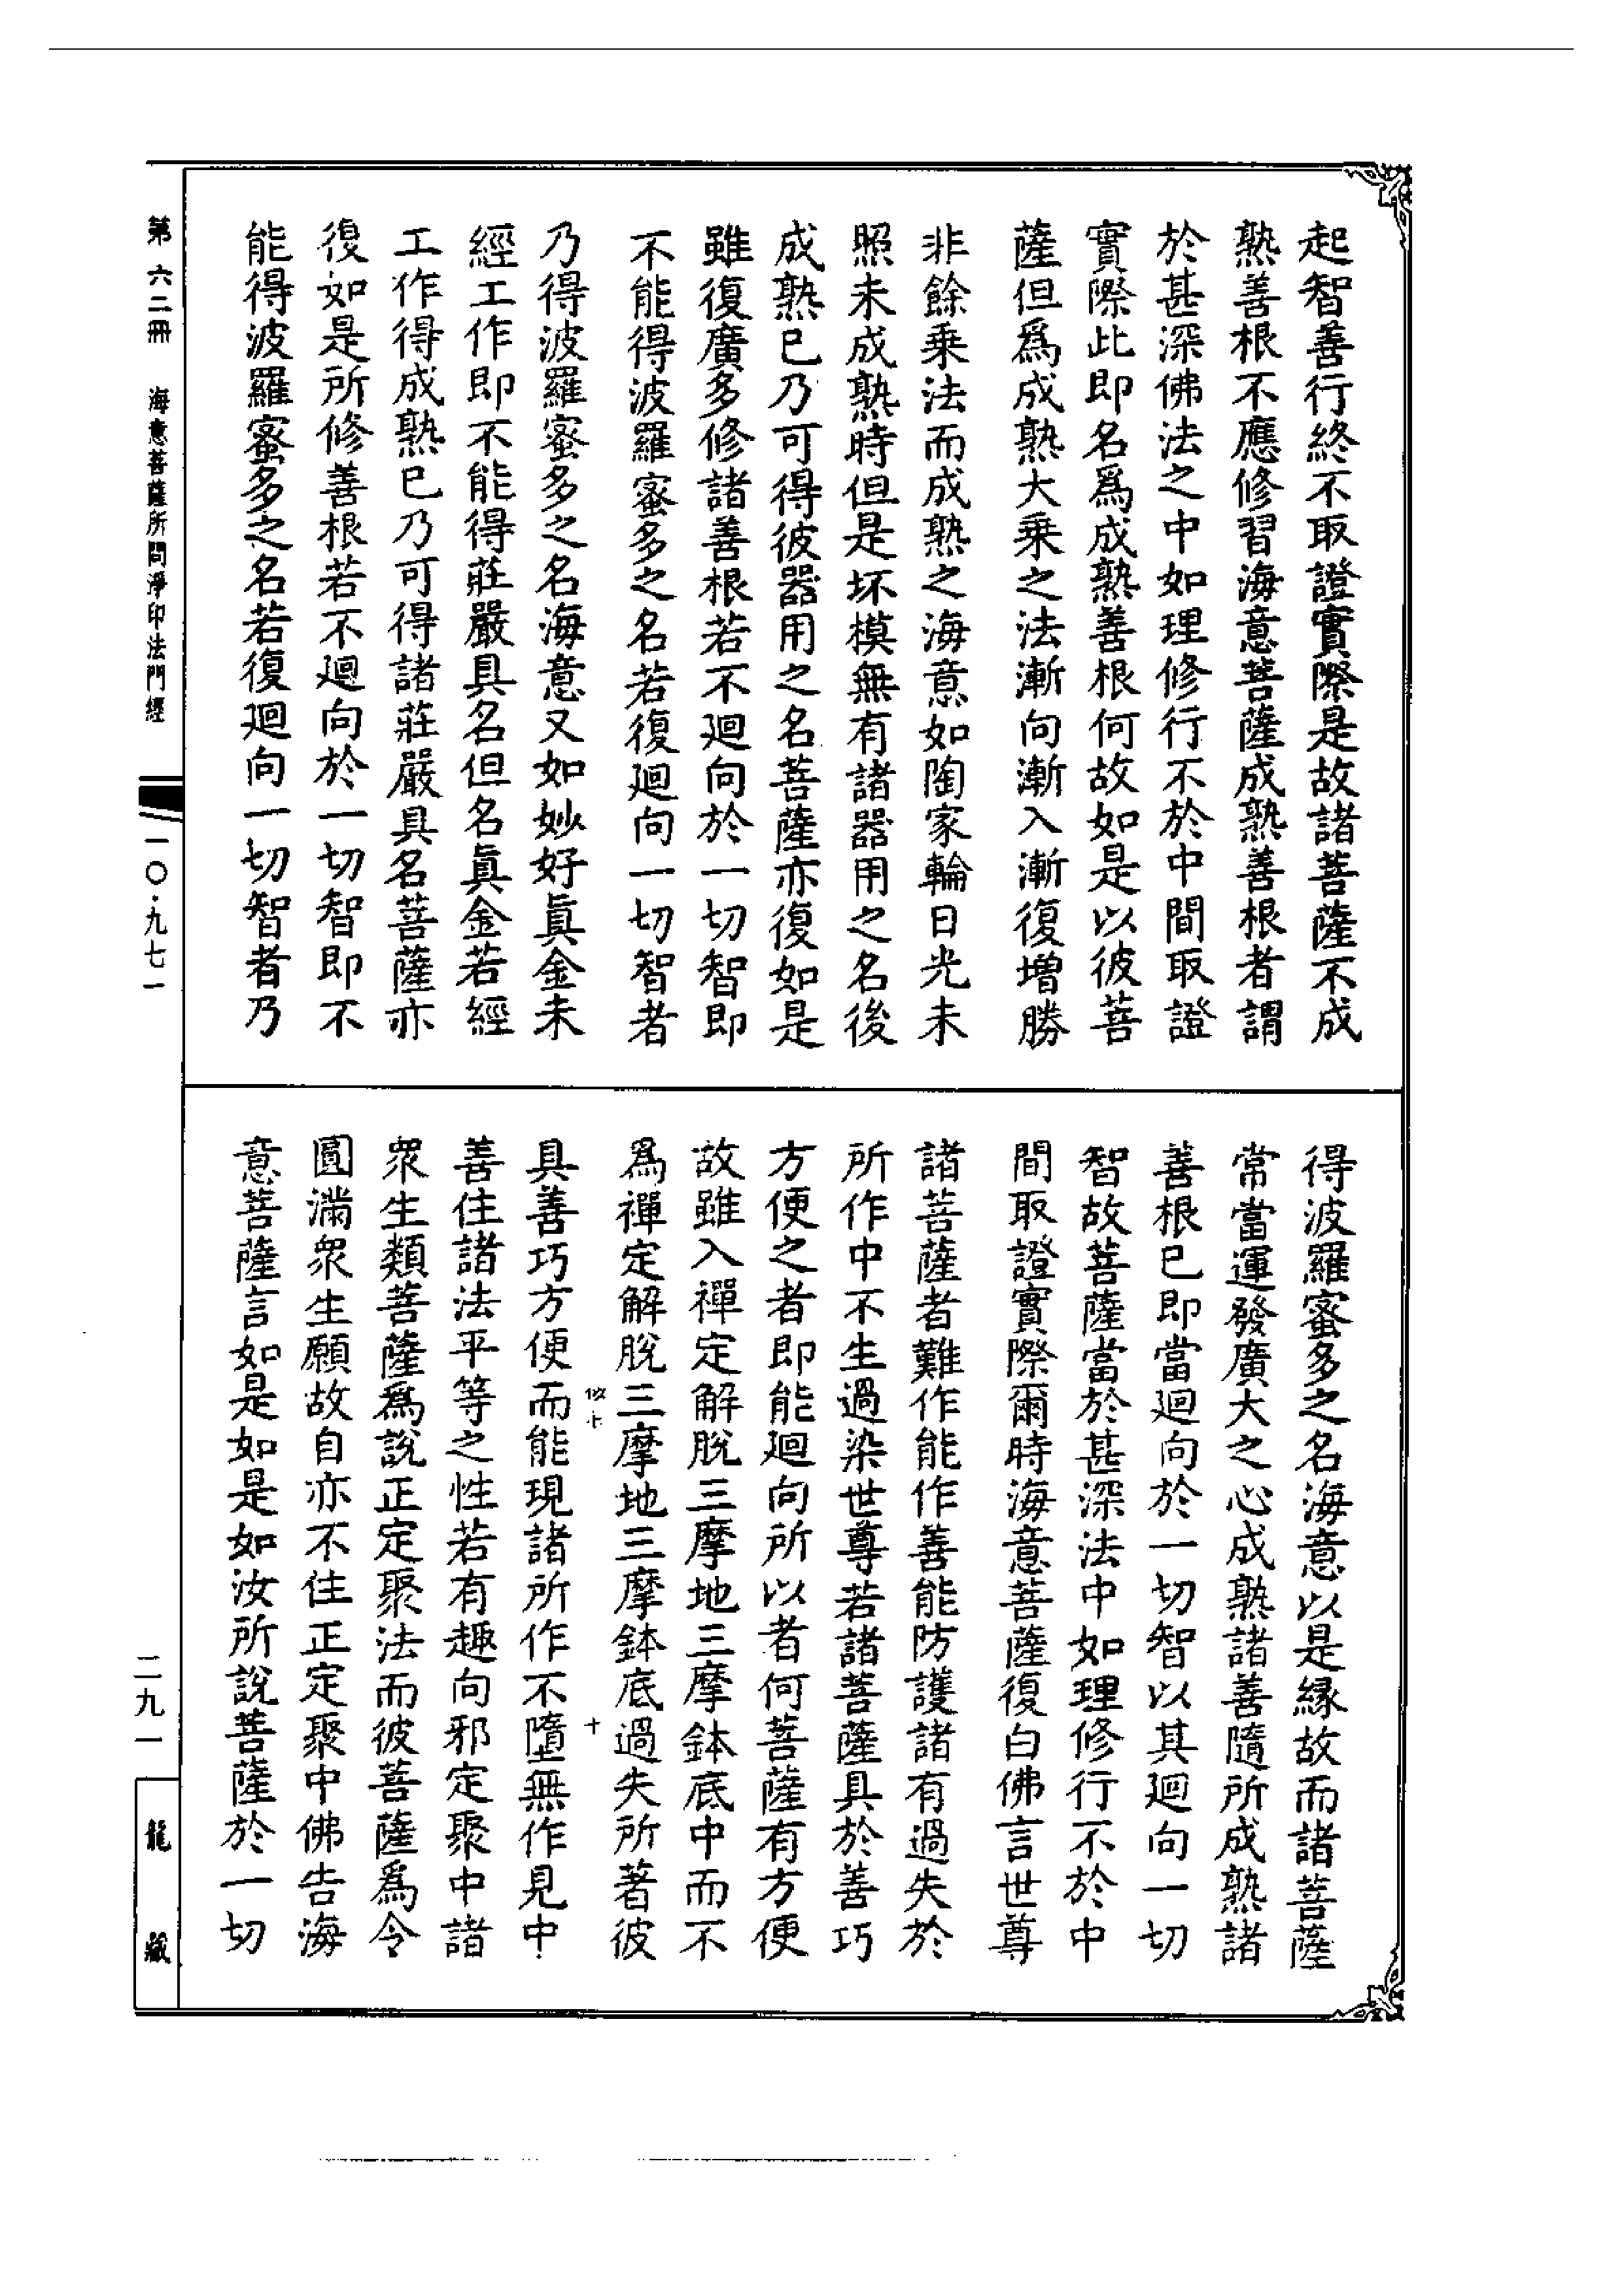 起智善行終不取證實際是故諸菩薩不成
熟善根不應修習海意菩薩成熟善根者謂
於甚深佛法之中如理修行不於中間取證
實際此即名爲成熟善根何故如是以彼菩
薩但爲成熟大乘之法漸向漸入漸復增勝
非餘乘法而成熟之海意如陶家輪日光未
照未成熟時但是坏模無有諸器用之名後
成熟已乃可得彼器用之名菩薩亦復如是
雖復廣多修諸善根若不迴向於一切智即
不能得波羅蜜多之名若復迴向一切智者
乃得波羅蜜多之名海意又如妙好眞金未
經工作即不能得莊嚴具名但名眞金若經
工作得成熟已乃可得諸莊嚴具名菩薩亦
復如是所修善根若不迴向於一切智即不
能得波羅蜜多之名若復迴向一切智者乃
得波羅蜜多之名海意以是緣故而諸菩薩
常當運發廣大之心成熟諸善隨所成熟諸
善根已即當迴向於一切智以其迴向一切
智故菩薩當於甚深法中如理修行不於中
間取證實際爾時海意菩薩復白佛言世尊
諸菩薩者難作能作善能防護諸有過失於
所作中不生過染世尊若諸菩薩具於善巧
方便之者即能迴向所以者何菩薩有方便
故雖入禪定解脫三摩地三摩鉢底中而不
爲禪定解脫三摩地三摩鉢底過失所著彼
具善巧方便而能現諸所作不墮無作見中
善住諸法平等之性若有趣向邪定聚中諸
衆生類菩薩爲說正定聚法而彼菩薩爲令
圓滿衆生願故自亦不住正定聚中佛告海
意菩薩言如是如是如汝所說菩薩於一切
十
第六二冊 海意菩薩所問淨印法門經
一〇·九七一
二九一
龍藏